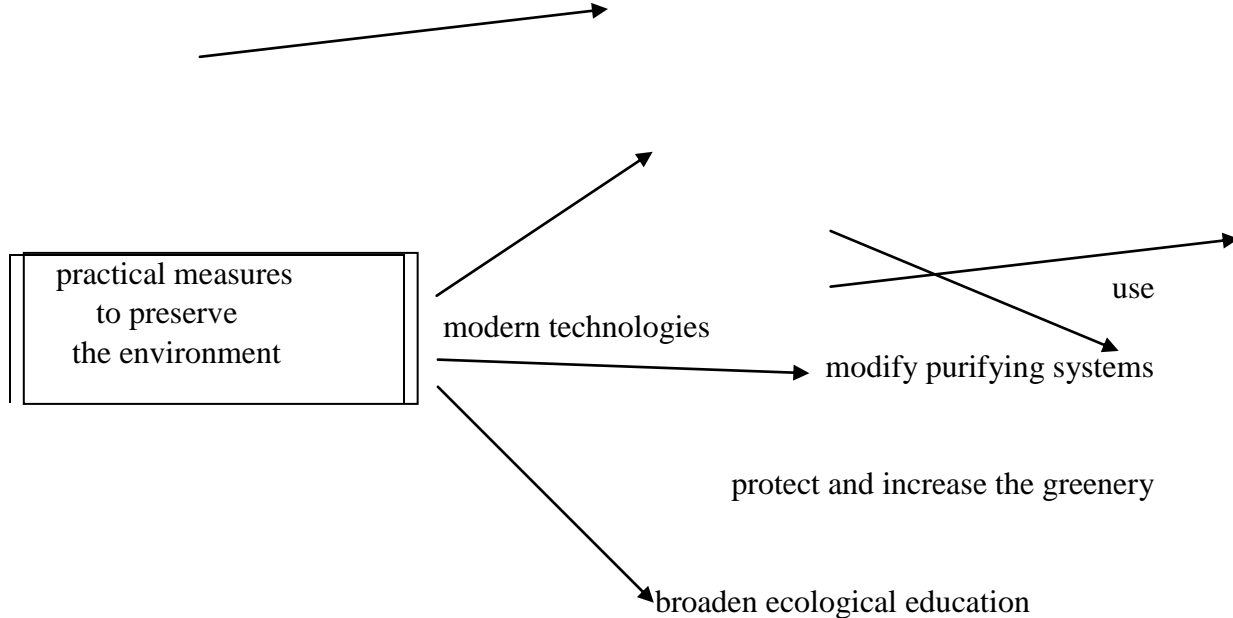 practical measures
to preserve
the environment
use
modern technologies
modify purifying systems
protect and increase the greenery
broaden ecological education